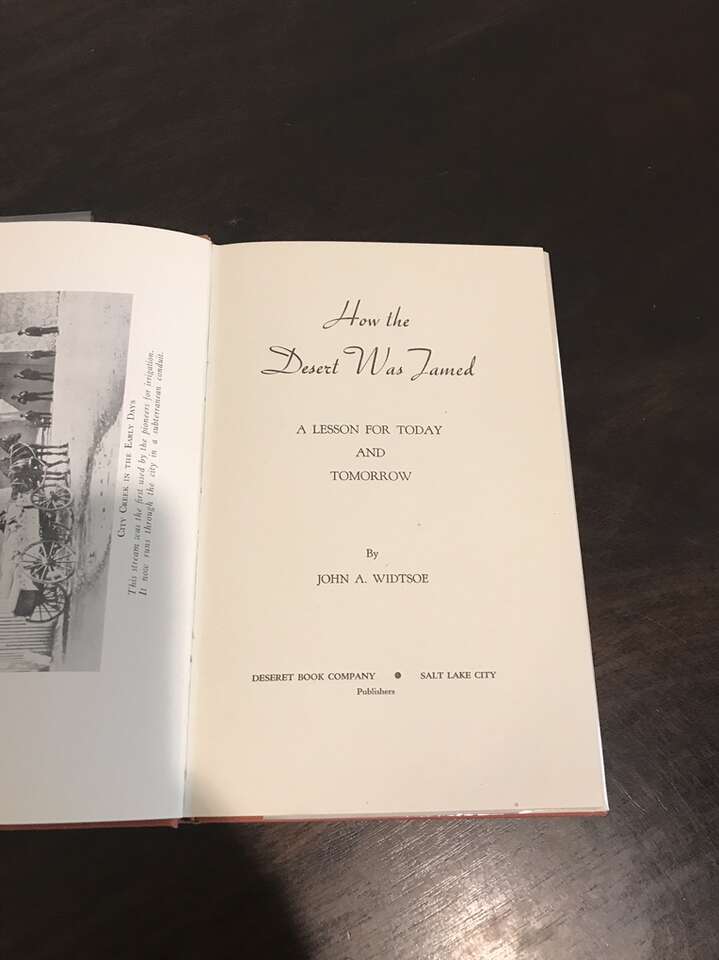 CITY CREEK IN THE EARLY DAYS
This stream was the first used by the pioneers for irrigation.
It now runs through the city in a subterranean conduit.
How the
Desert Was Tamed
A LESSON FOR TODAY
AND
TOMORROW
By
JOHN A. WIDTSOE
DESERET BOOK COMPANY ● SALT LAKE CITY
Publishers